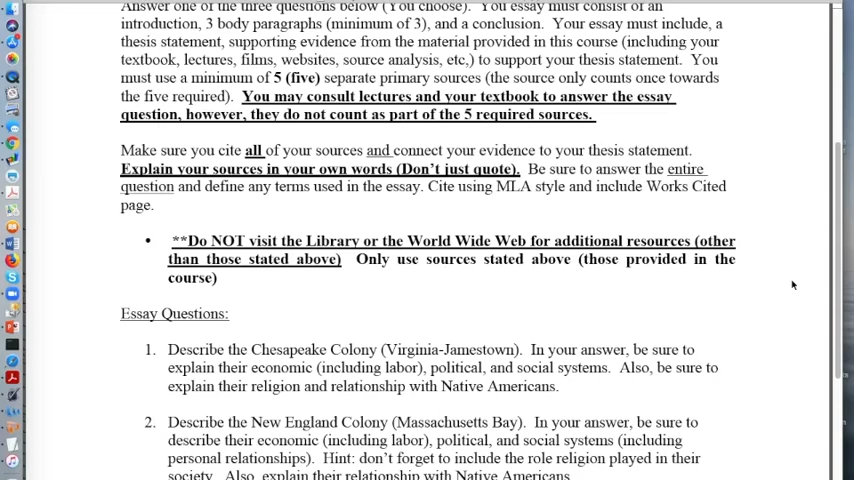 Answer one of the three questions below (You choose). You essay must consist of an
introduction, 3 body paragraphs (minimum of 3), and a conclusion. Your essay must include, a
thesis statement, supporting evidence from the material provided in this course (including your
textbook, lectures, films, websites, source analysis, etc,) to support your thesis statement. You
must use a minimum of 5 (five) separate primary sources (the source only counts once towards
the five required). You may consult lectures and your textbook to answer the essay
question, however, they do not count as part of the 5 required sources.
Make sure you cite all of your sources and connect your evidence to your thesis statement.
Explain your sources in your own words (Don't just quote). Be sure to answer the entire
question and define any terms used in the essay. Cite using MLA style and include Works Cited
page.
• **Do NOT visit the Library or the World Wide Web for additional resources (other
than those stated above) Only use sources stated above (those provided in the
course)
Essay Questions:
1. Describe the Chesapeake Colony (Virginia-Jamestown). In your answer, be sure to
explain their economic (including labor), political, and social systems. Also, be sure to
explain their religion and relationship with Native Americans.
2. Describe the New England Colony (Massachusetts Bay). In your answer, be sure to
describe their economic (including labor), political, and social systems (including
personal relationships). Hint: don't forget to include the role religion played in their
society. Also, explain their relationship with Native Americans.